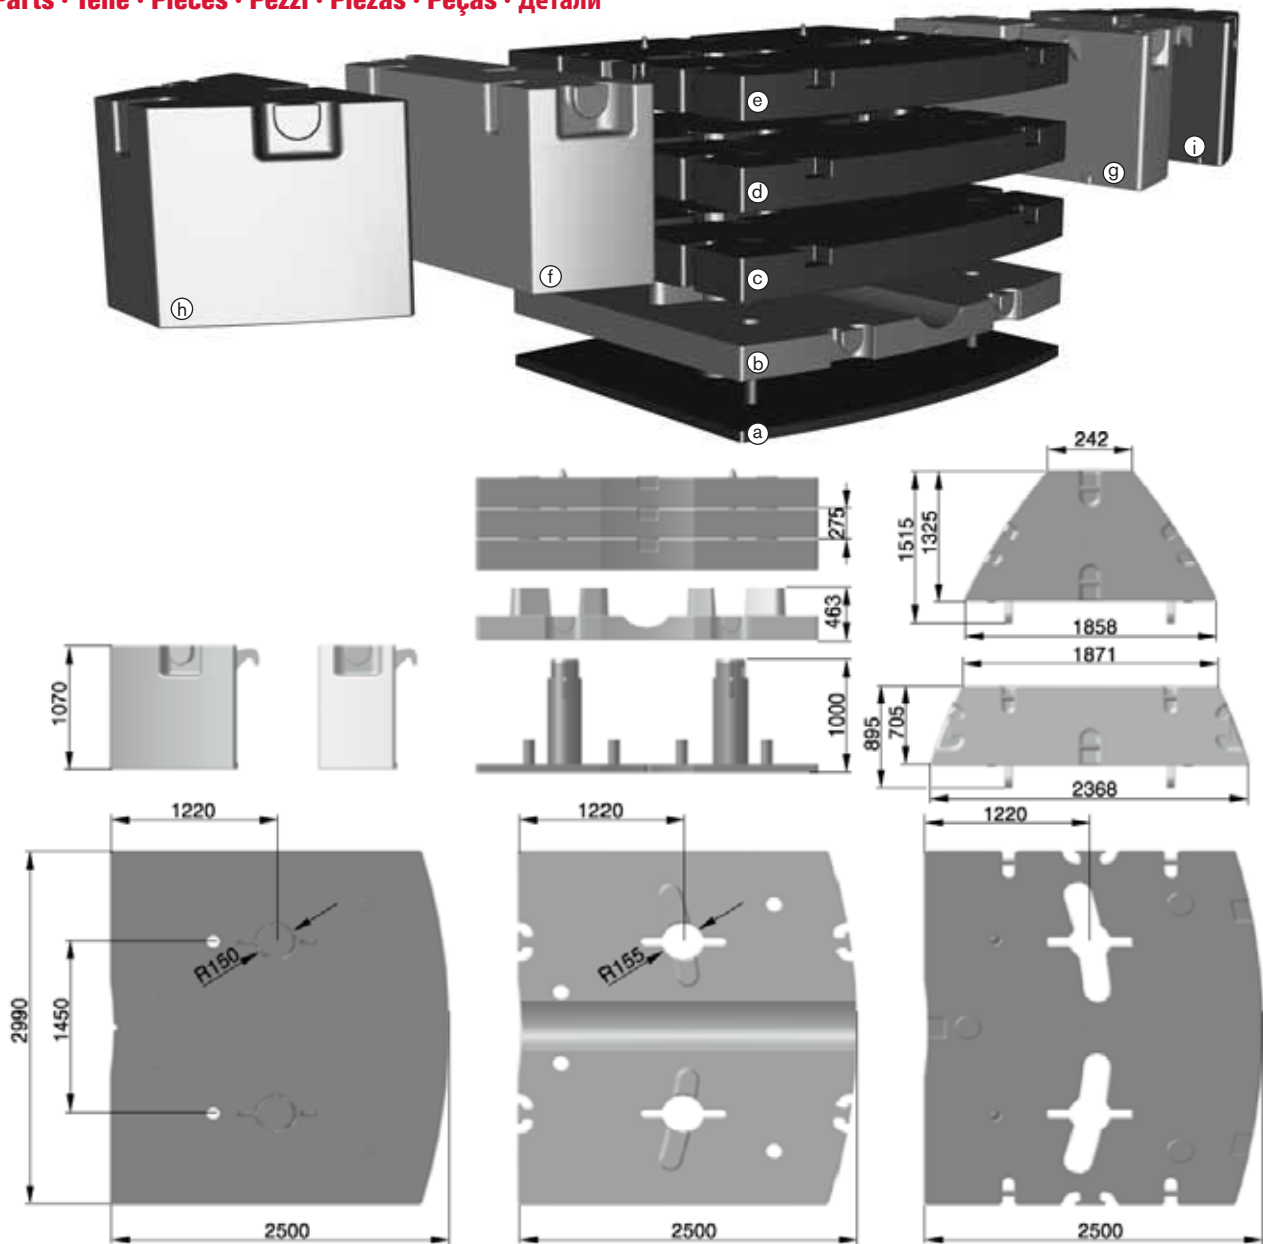 Parts • Teile • Pièces • Pezzi • Piezas • Peças • Детали
e
i
g
d
f
c
h
b
a
242
275
1515
1325
463
1858
1871
1070
1000
895
705
2368
1220
1220
1220
R150
R155
2990
1450
2500
2500
2500